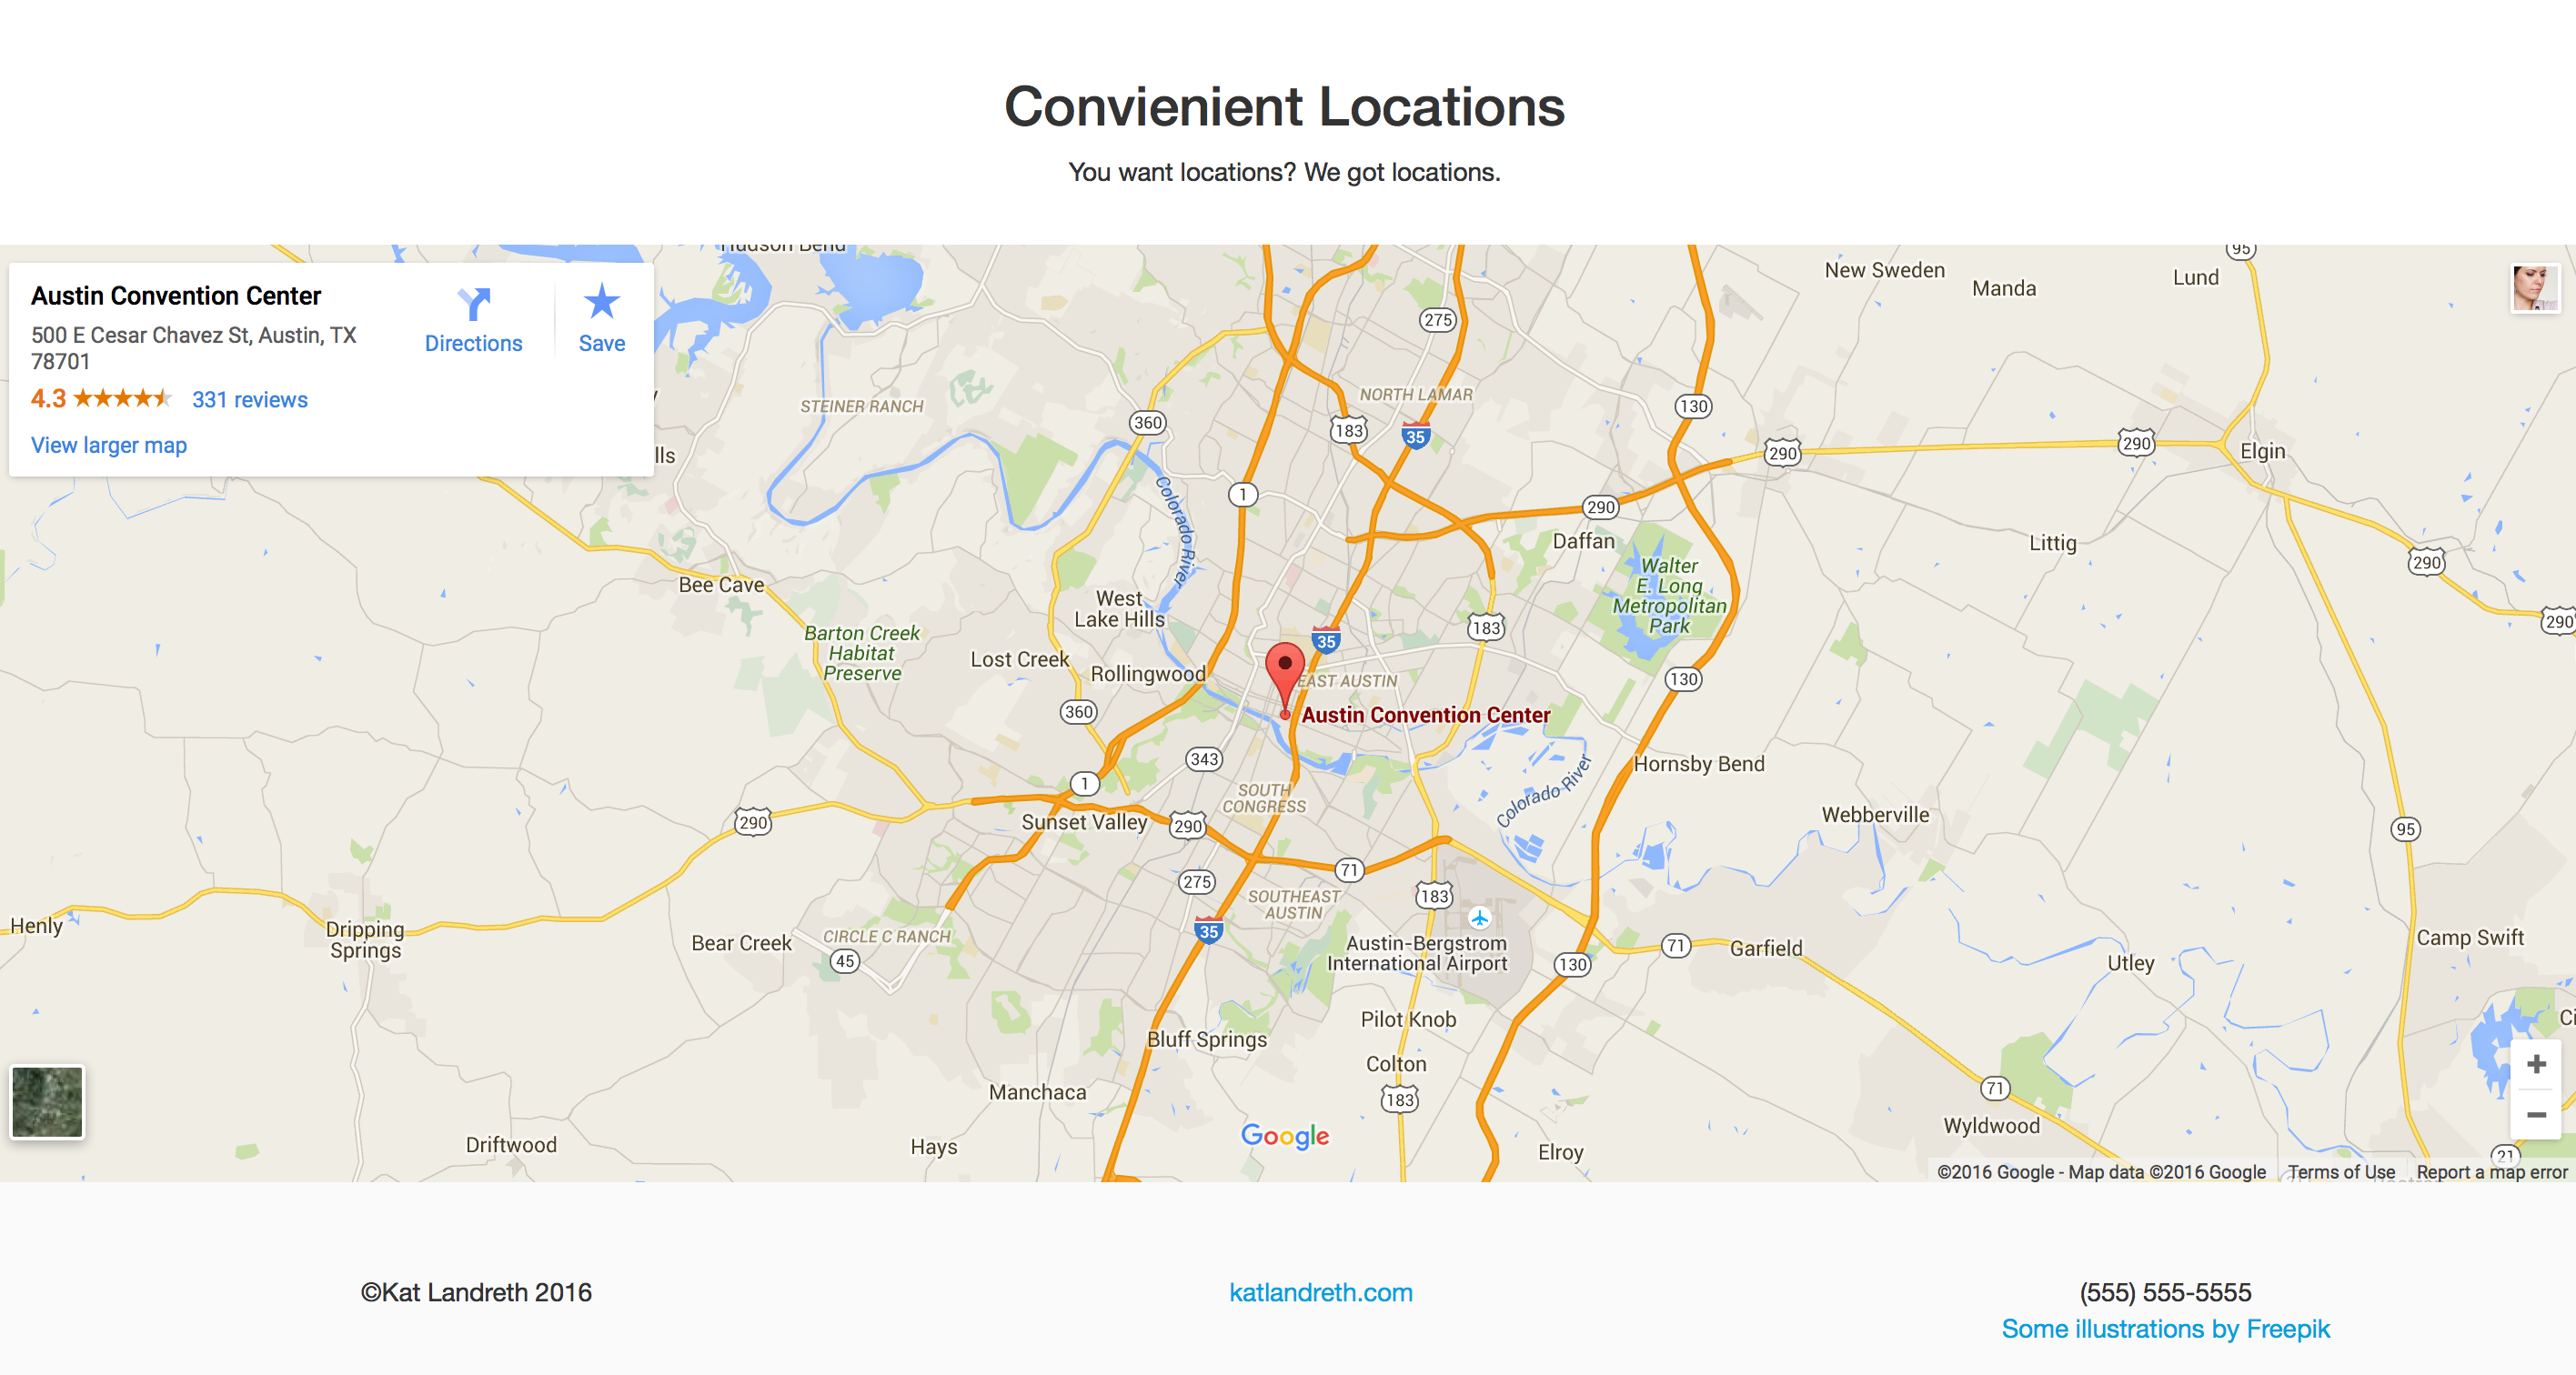 Convienient Locations
You want locations? We got locations.
Hudson Bend
95
New Sweden
Manda
Lund
Austin Convention Center
500 E Cesar Chavez St, Austin, TX
78701
4.3
331 reviews
View larger map
Directions
Save
lls
275
STEINER RANCH
NORTH LAMAR
360
183
35
130
290
290
Elgin
1
Colorado River
290
Daffan
Littig
290
Bee Cave
West
Lake Hills
Walter
E. Long
Metropolitan
Park
290
183
35
Barton Creek
Habitat
Preserve
Lost Creek
Rollingwood
EAST AUSTIN
130
360
Austin Convention Center
343
Hornsby Bend
1
SOUTH
CONGRESS
Colorado River
290
Sunset Valley
290
Webberville
95
71
275
183
SOUTHEAST
AUSTIN
Henly
Dripping
Springs
Bear Creek
CIRCLE C RANCH
45
35
Austin-Bergstrom
International Airport
130
71
Garfield
Utley
Camp Swift
Pilot Knob
Ci
Bluff Springs
Colton
Manchaca
183
71
Wyldwood
Driftwood
Hays
Google
Elroy
21
©2016 Google - Map data ©2016 Google
Terms of Use
Report a map error
©Kat Landreth 2016
katlandreth.com
(555) 555-5555
Some illustrations by Freepik